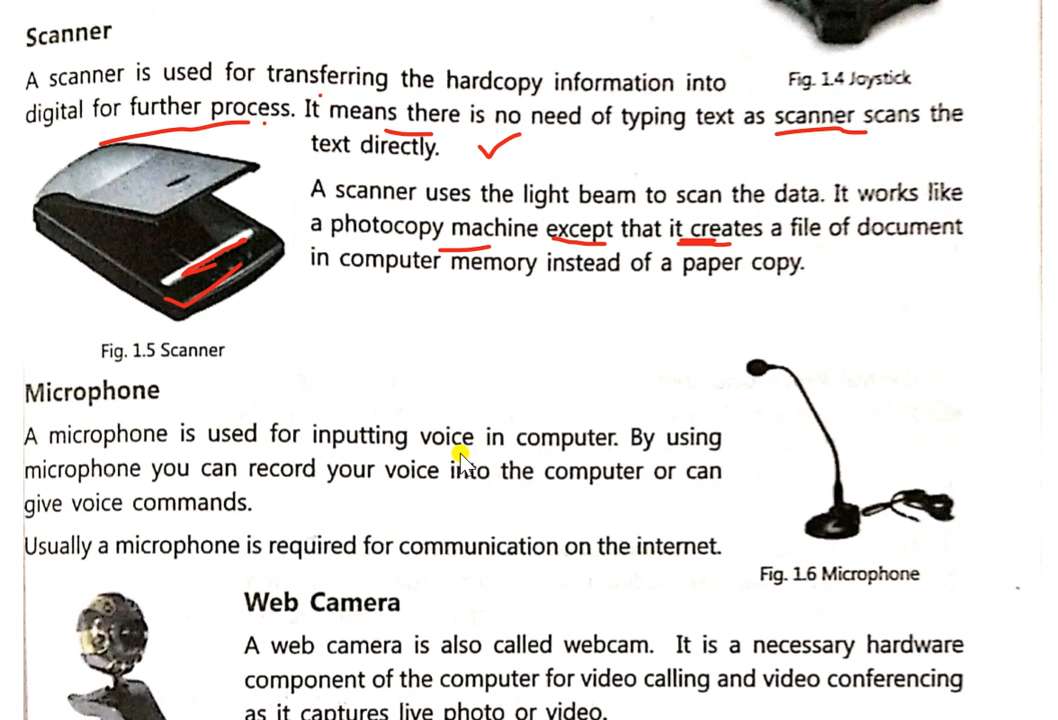 Scanner
A scanner is used for transferring the hardcopy information into
Fig. 1.4 Joystick
digital for further process. It means there is no need of typing text as scanner scans the
text directly.
A scanner uses the light beam to scan the data. It works like
a photocopy machine except that it creates a file of document
in computer memory instead of a paper copy.
Fig. 1.5 Scanner
Microphone
A microphone is used for inputting voice in computer. By using
microphone you can record your voice into the computer or can
give voice commands.
Usually a microphone is required for communication on the internet.
Fig. 1.6 Microphone
Web Camera
A web camera is also called webcam. It is a necessary hardware
component of the computer for video calling and video conferencing
as it captures live photo or video.